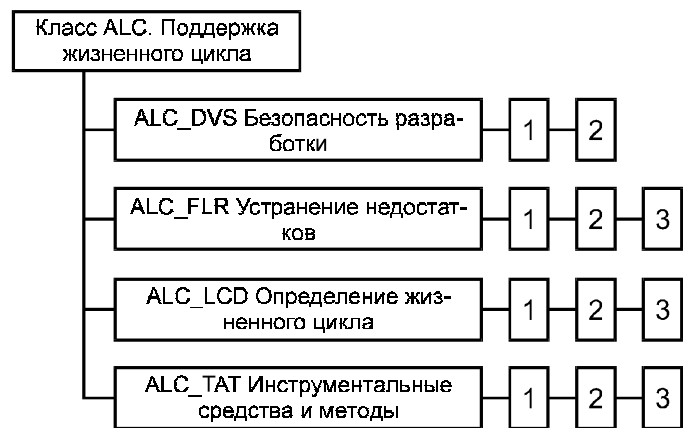 Класс ALC. Поддержка
жизненного цикла
ALC_DVS Безопасность разра-
ботки
1 2
ALC_FLR Устранение недостат-
ков
1 2 3
ALC_LCD Определение жиз-
ненного цикла
1 2 3
ALC_TAT Инструментальные
средства и методы
1 2 3